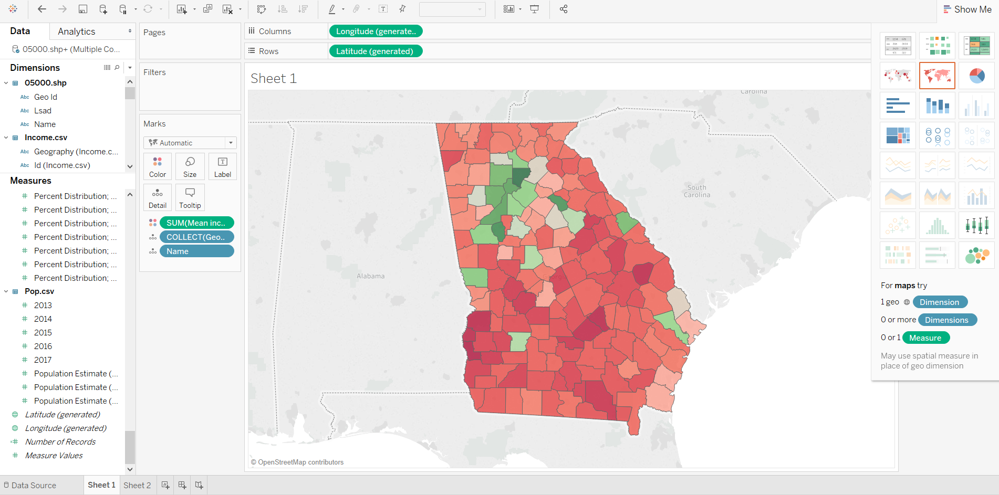 Show Me
Data
Analytics
05000.shp+ (Multiple Co...
Dimensions
05000.shp
Abc Geo Id
Abc Lsad
Abc Name
Income.csv
Abc Geography (Income.c...
Abc Id (Income.csv)
Measures
Percent Distribution; ...
Percent Distribution; ...
Percent Distribution; ...
Percent Distribution; ...
Percent Distribution; ...
Percent Distribution; ...
Percent Distribution; ...
Pop.csv
2013
2014
2015
2016
2017
Population Estimate (...
Population Estimate (...
Population Estimate (...
Latitude (generated)
Longitude (generated)
Number of Records
Measure Values
Pages
Filters
Marks
Automatic
Color
Size
Label
Detail
Tooltip
SUM(Mean inc..
COLLECT(Geo..
Name
Columns
Longitude (generate..
Rows
Latitude (generated)
Sheet 1
Carolina
South
Carolina
Alabama
Georgia
© OpenStreetMap contributors
For maps try
1 geo Dimension
0 or more Dimensions
0 or 1 Measure
May use spatial measure in
place of geo dimension
Data Source
Sheet 1
Sheet 2